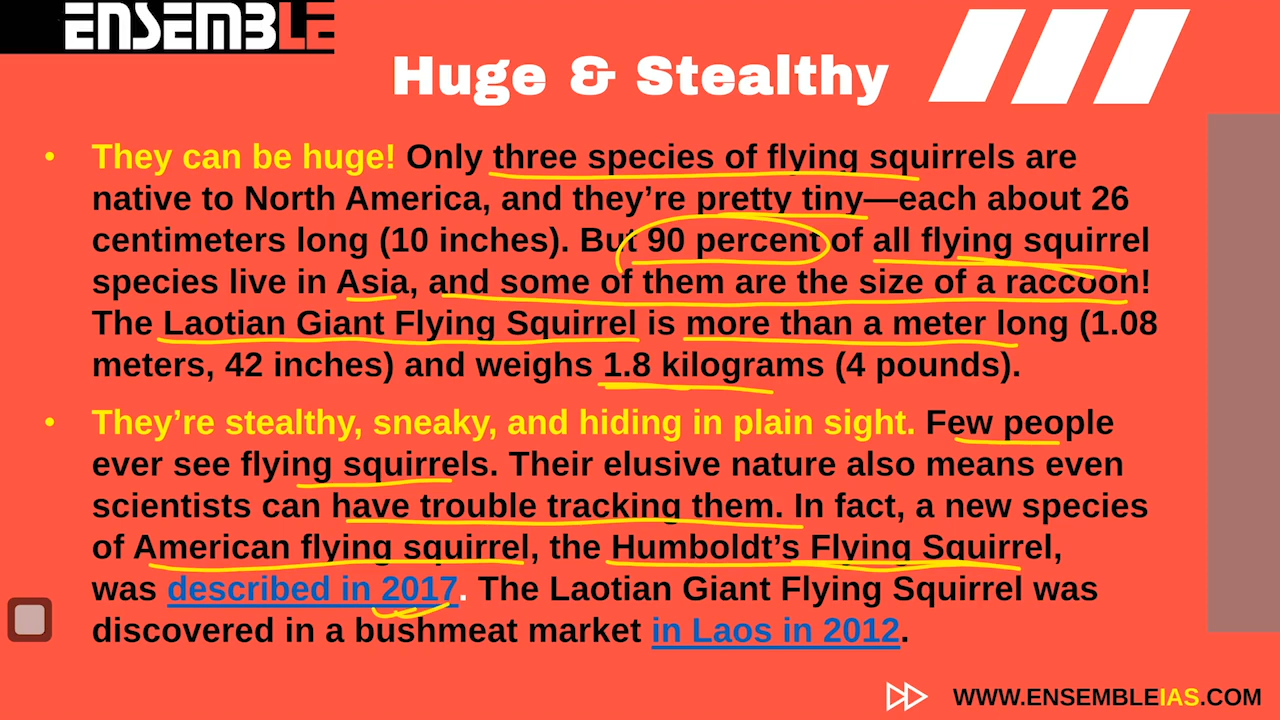 ENSEMBLE
Huge & Stealthy
• They can be huge! Only three species of flying squirrels are
native to North America, and they’re pretty tiny—each about 26
centimeters long (10 inches). But 90 percent of all flying squirrel
species live in Asia, and some of them are the size of a raccoon!
The Laotian Giant Flying Squirrel is more than a meter long (1.08
meters, 42 inches) and weighs 1.8 kilograms (4 pounds).
• They’re stealthy, sneaky, and hiding in plain sight. Few people
ever see flying squirrels. Their elusive nature also means even
scientists can have trouble tracking them. In fact, a new species
of American flying squirrel, the Humboldt’s Flying Squirrel,
was described in 2017. The Laotian Giant Flying Squirrel was
discovered in a bushmeat market in Laos in 2012.
WWW.ENSEMBLEIAS.COM